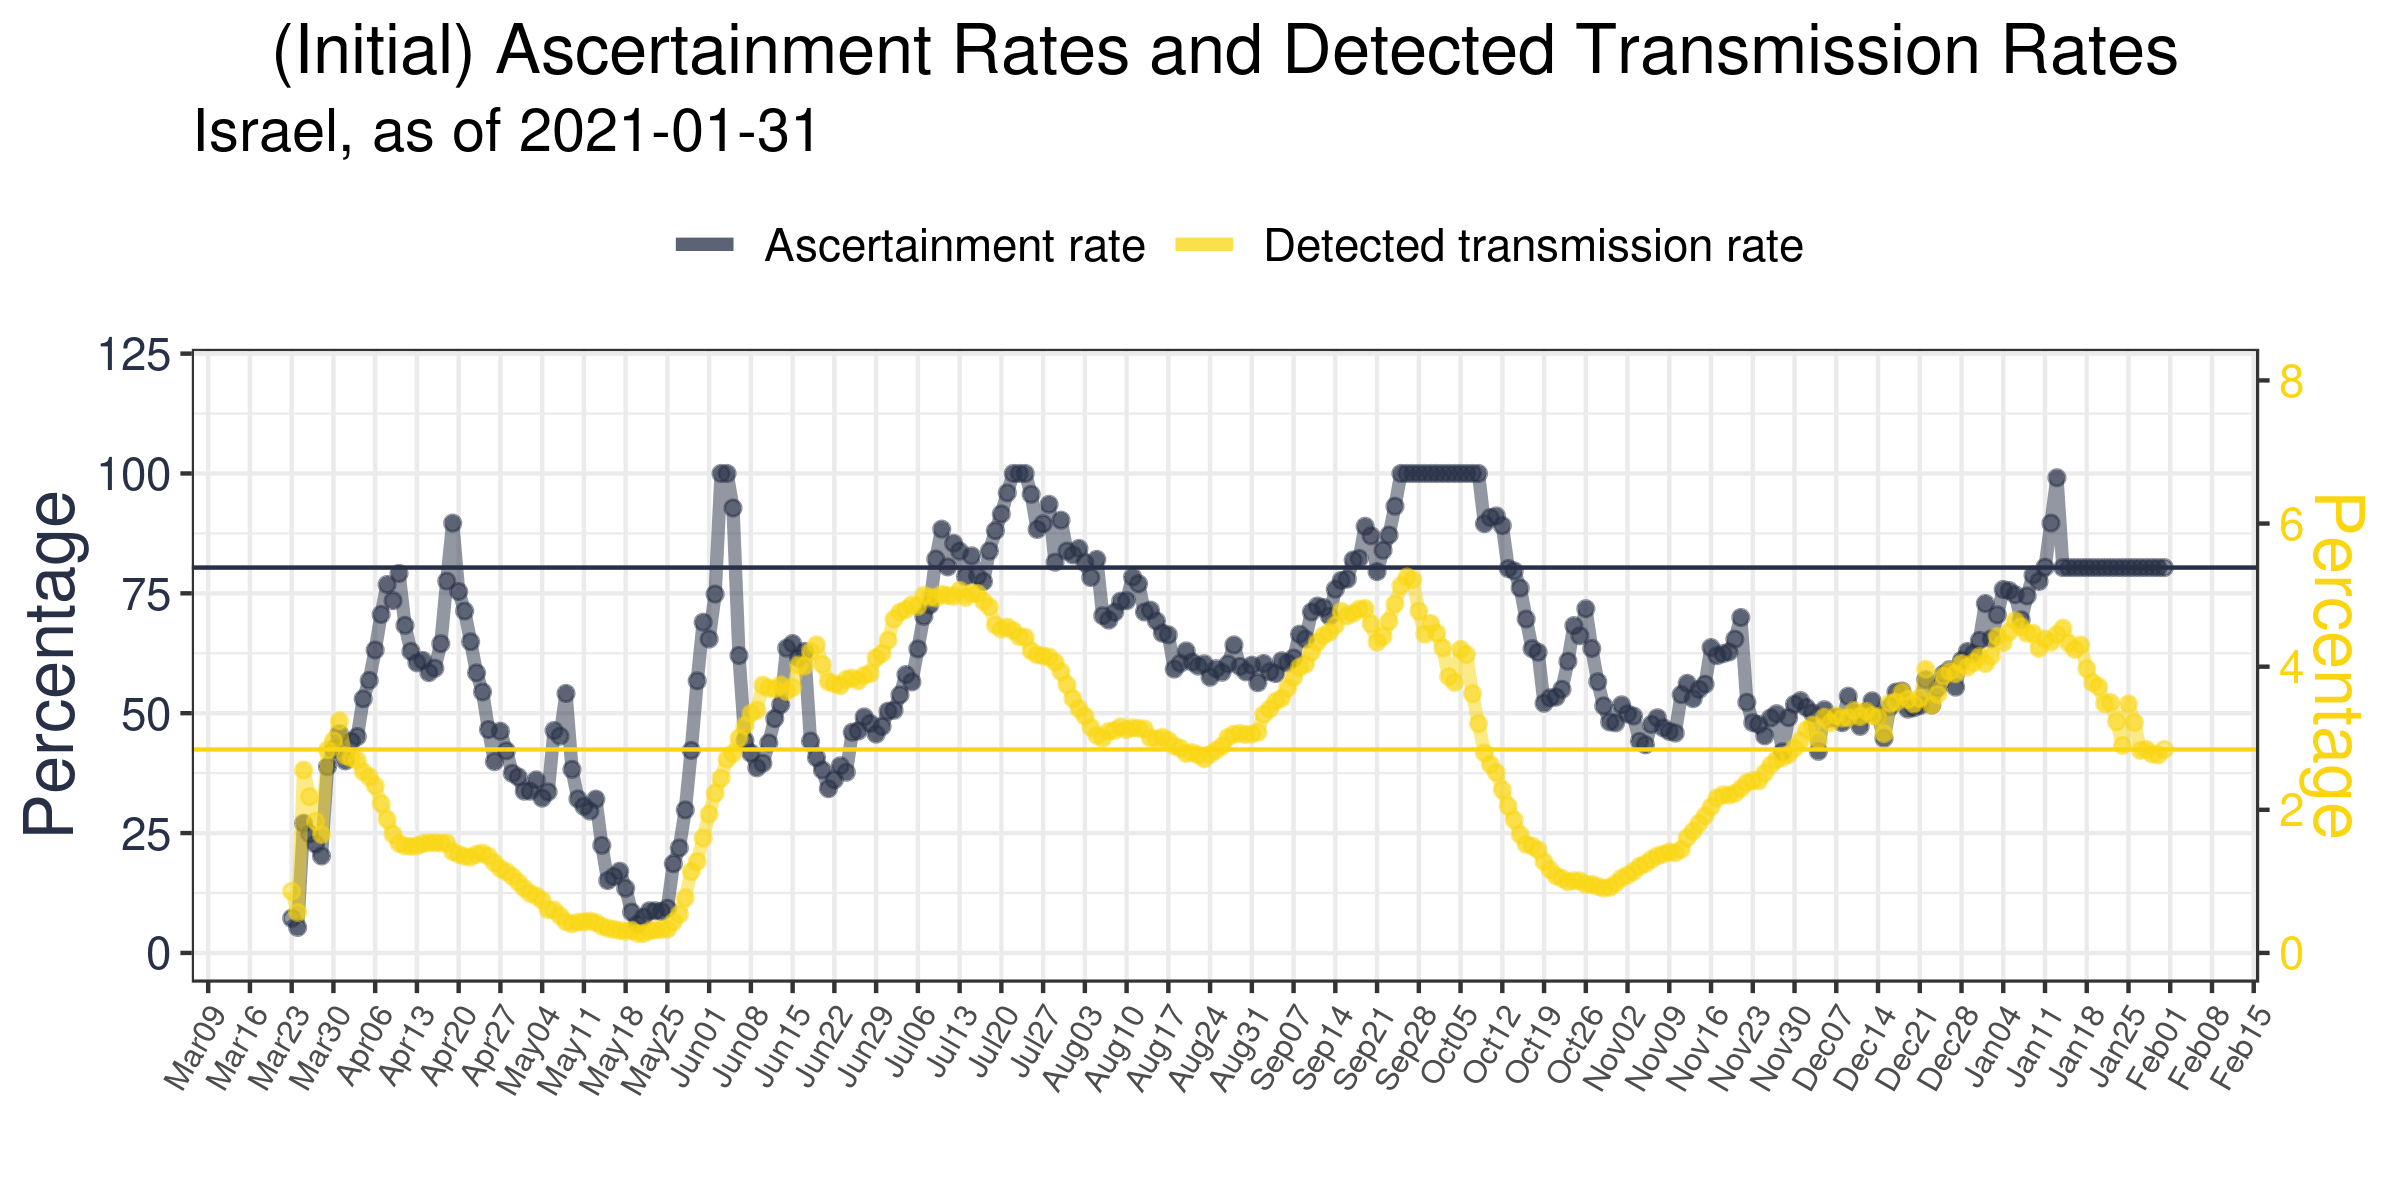 (Initial) Ascertainment Rates and Detected Transmission Rates
Israel, as of 2021-01-31
Ascertainment rate
Detected transmission rate
Percentage
125
100
75
50
25
0
8
6
4
2
0
Percentage
Mar09
Mar16
Mar23
Mar30
Apr06
Apr13
Apr20
Apr27
May04
May11
May18
May25
Jun01
Jun08
Jun15
Jun22
Jun29
Jul06
Jul13
Jul20
Jul27
Aug03
Aug10
Aug17
Aug24
Aug31
Sep07
Sep14
Sep21
Sep28
Oct05
Oct12
Oct19
Oct26
Nov02
Nov09
Nov16
Nov23
Nov30
Dec07
Dec14
Dec21
Dec28
Jan04
Jan11
Jan18
Jan25
Feb01
Feb08
Feb15